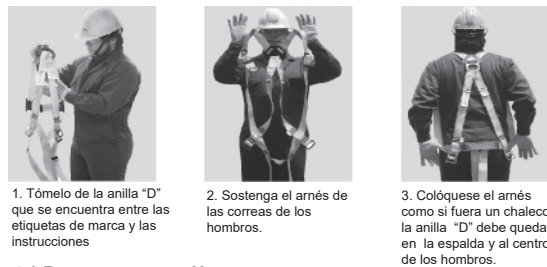 1. Tómelo de la anilla “D”
que se encuentra entre las
etiquetas de marca y las
instrucciones
2. Sostenga el arnés de
las correas de los
hombros.
3. Colóquese el arnés
como si fuera un chaleco
la anilla “D” debe queda
en la espalda y al centro
de los hombros.